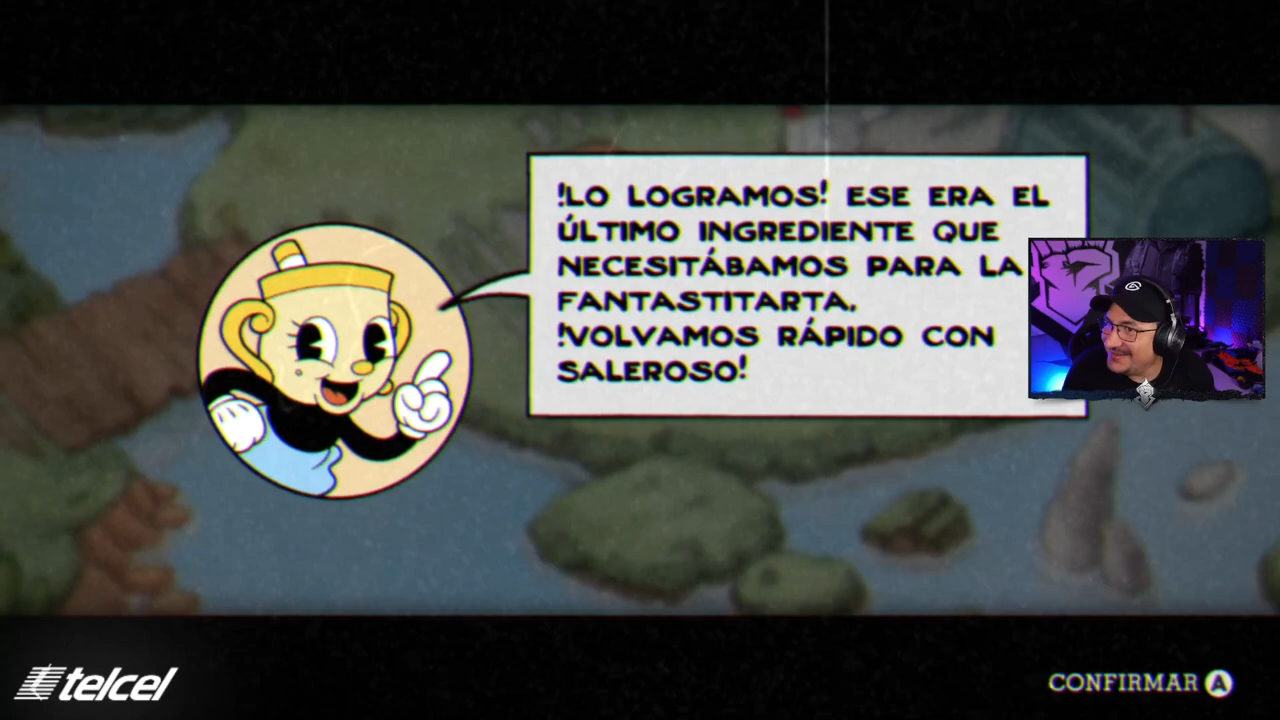 !LO LOGRAMOS! ESE ERA EL
ÚLTIMO INGREDIENTE QUE
NECESITÁBAMOS PARA LA
FANTASTITARTA.
!VOLVAMOS RÁPIDO CON
SALEROSO!
telcel
CONFIRMAR A